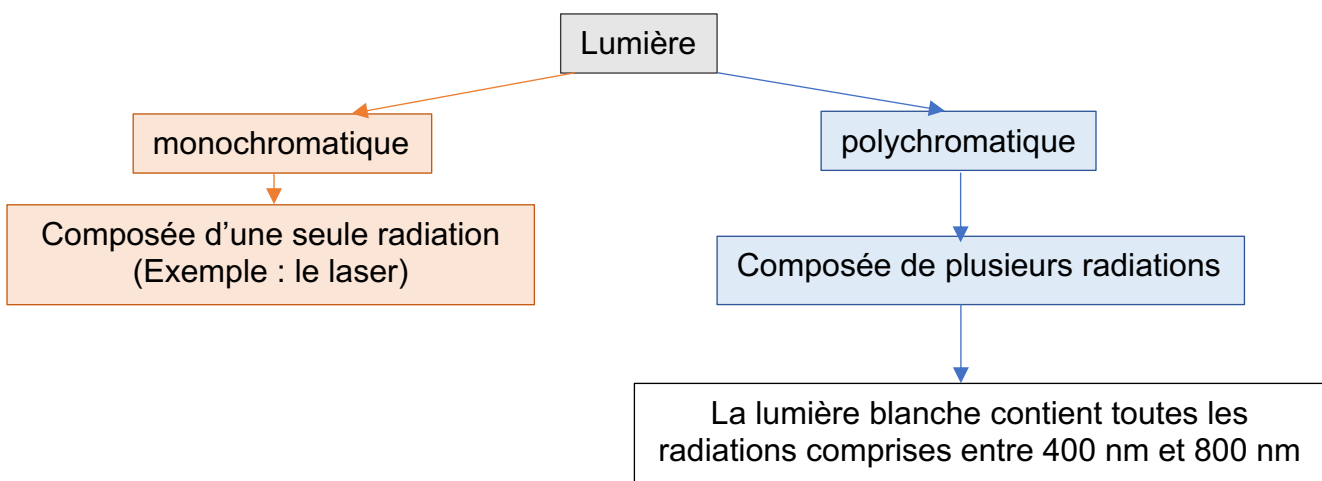 Lumière
monochromatique
polychromatique
Composée d’une seule radiation
(Exemple : le laser)
Composée de plusieurs radiations
La lumière blanche contient toutes les
radiations comprises entre 400 nm et 800 nm